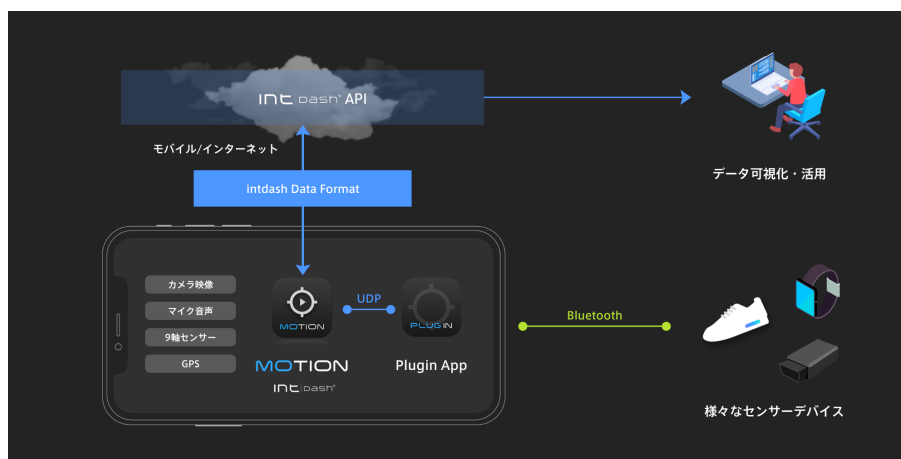 intdash® API
モバイル/インターネット
intdash Data Format
データ可視化・活用
カメラ映像
マイク音声
9軸センサー
GPS
MOTION
UDP
PLUGIN
MOTION
intdash®
Plugin App
Bluetooth
様々なセンサーデバイス